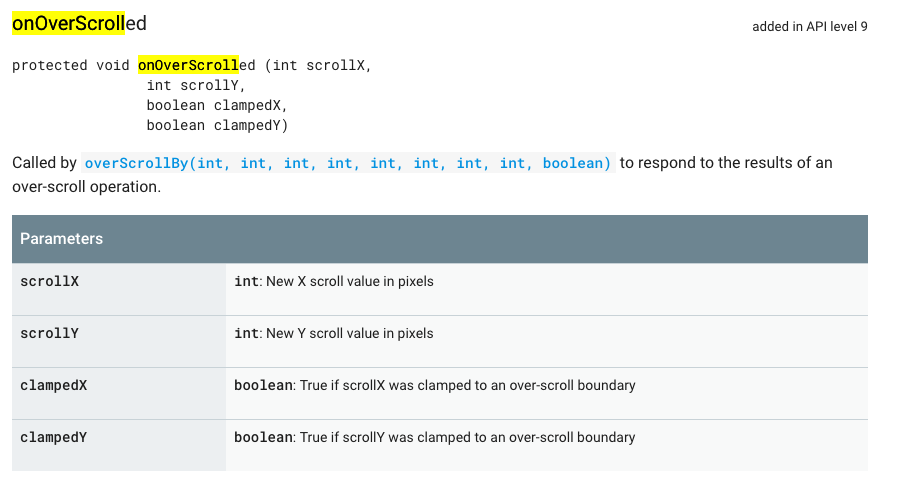 onOverScrolled
added in API level 9
protected void onOverScrolled (int scrollX,
int scrollY,
boolean clampedX,
boolean clampedY)
Called by overScrollBy(int, int, int, int, int, int, int, int, boolean) to respond to the results of an
over-scroll operation.
Parameters
scrollX int: New X scroll value in pixels
scrollY int: New Y scroll value in pixels
clampedX boolean: True if scrollX was clamped to an over-scroll boundary
clampedY boolean: True if scrollY was clamped to an over-scroll boundary